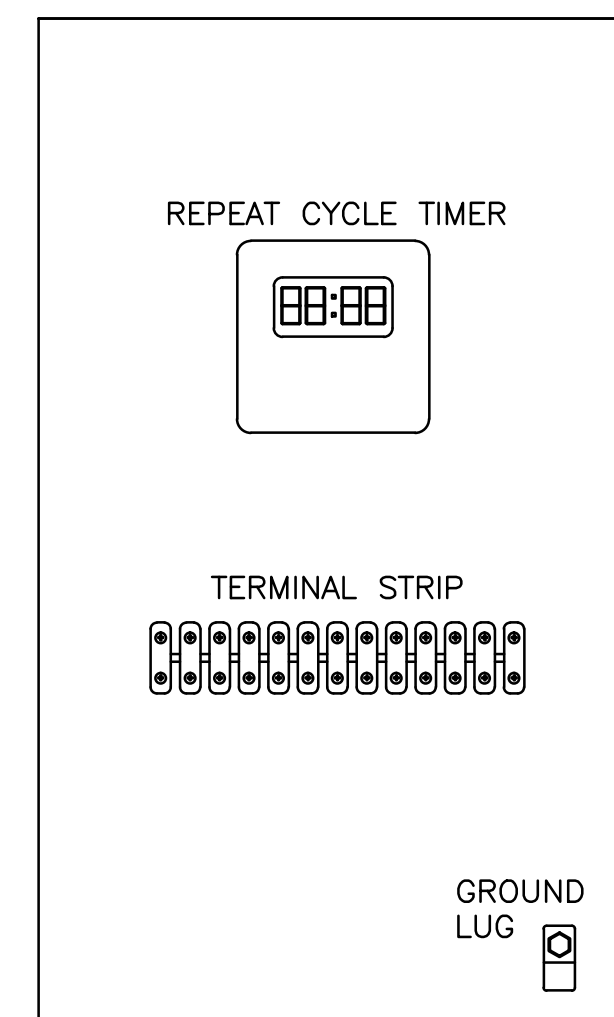 REPEAT CYCLE TIMER
88:88
TERMINAL STRIP
GROUND
LUG